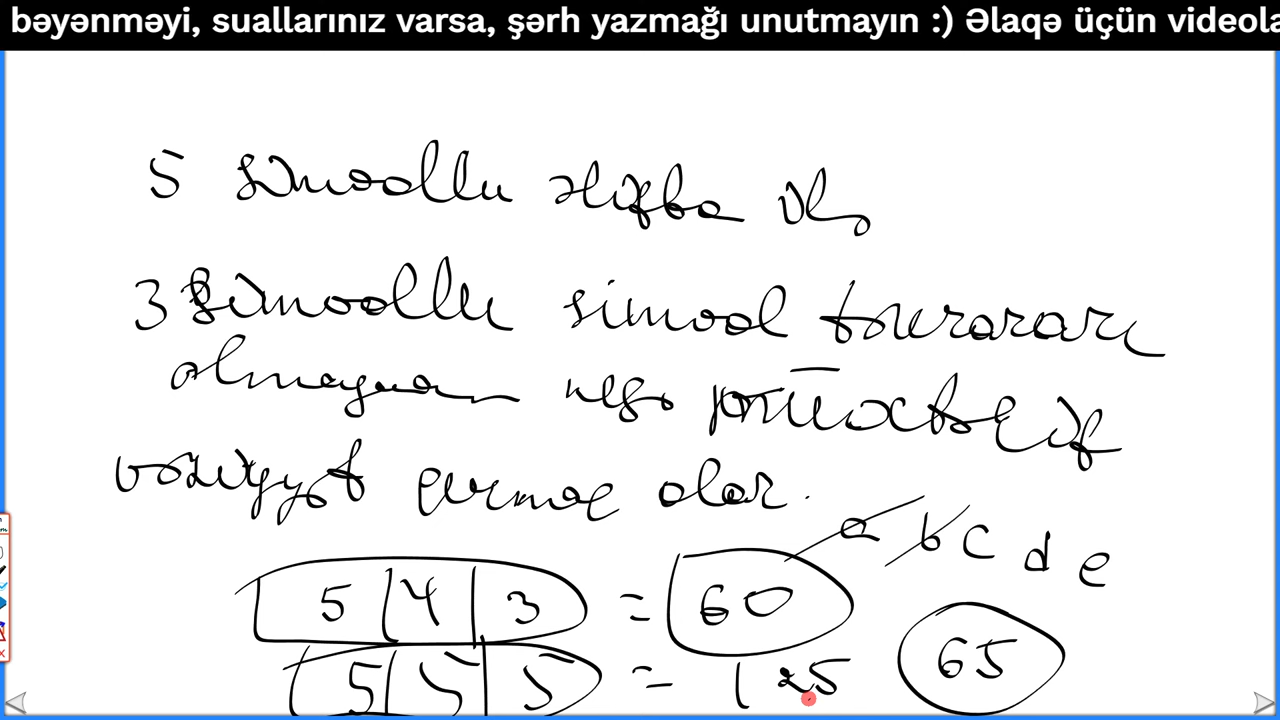 bəyənməyi, suallarınız varsa, şərh yazmağı unutmayın :) Əlaqə üçün videola
5 simvollu əlifba ilə
3 simvollu simvol təkrarı
olmayan neçə müxtəlif
vəziyyət qurmaq olar.
a b c d e
5 4 3 = 60
65
5 5 5 = 125